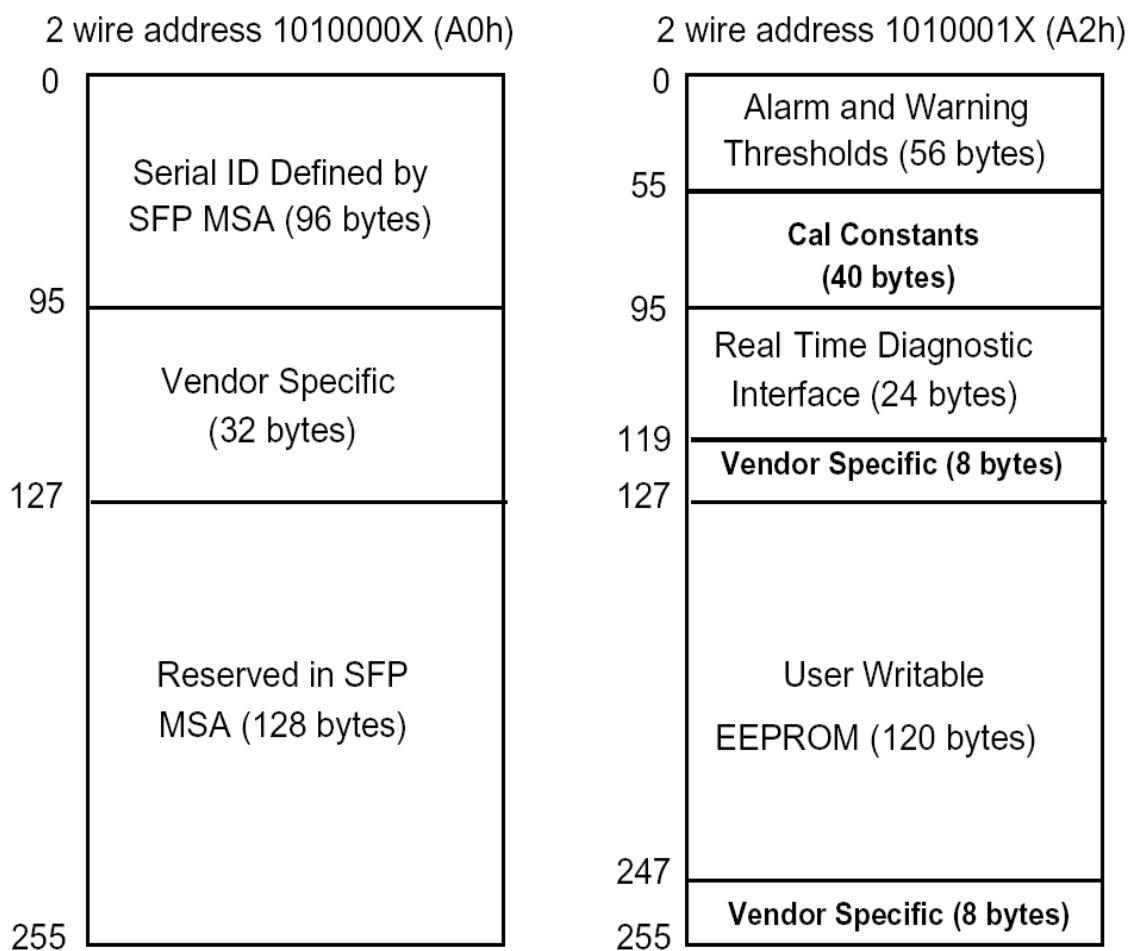 2 wire address 1010000X (A0h)
0
Serial ID Defined by
SFP MSA (96 bytes)
95
Vendor Specific
(32 bytes)
127
Reserved in SFP
MSA (128 bytes)
255
2 wire address 1010001X (A2h)
0
Alarm and Warning
Thresholds (56 bytes)
55
Cal Constants
(40 bytes)
95
Real Time Diagnostic
Interface (24 bytes)
119
Vendor Specific (8 bytes)
127
User Writable
EEPROM (120 bytes)
247
Vendor Specific (8 bytes)
255